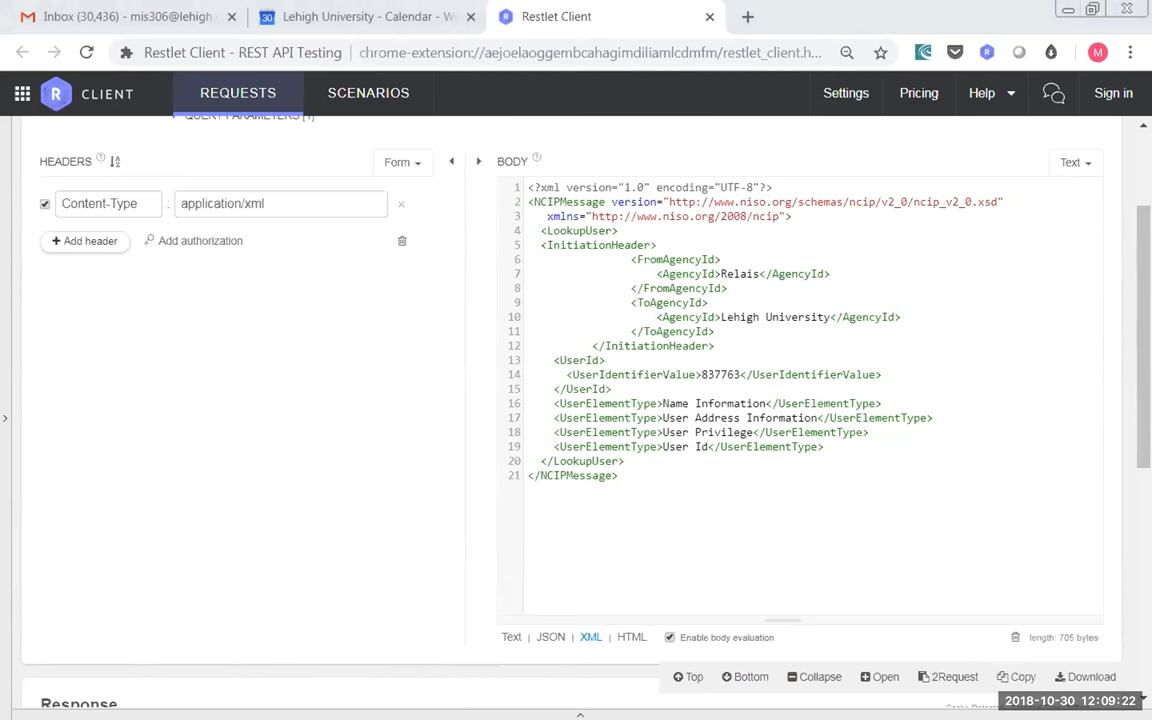 Inbox (30,436) - mis306@lehigh.
Lehigh University - Calendar - W
Restlet Client
Restlet Client - REST API Testing
chrome-extension://aejoelaoggembcahagimdiliamlcdmfm/restlet_client.h...
M
R CLIENT REQUESTS SCENARIOS Settings Pricing Help Sign in
QUERY PARAMETERS [1]
HEADERS ? Form
BODY ? Text
Content-Type : application/xml
+ Add header Add authorization
1 <?xml version="1.0" encoding="UTF-8"?>
2 <NCIPMessage version="http://www.niso.org/schemas/ncip/v2_0/ncip_v2_0.xsd"
3 xmlns="http://www.niso.org/2008/ncip">
4 <LookupUser>
5 <InitiationHeader>
6 <FromAgencyId>
7 <AgencyId>Relais</AgencyId>
8 </FromAgencyId>
9 <ToAgencyId>
10 <AgencyId>Lehigh University</AgencyId>
11 </ToAgencyId>
12 </InitiationHeader>
13 <UserId>
14 <UserIdentifierValue>837763</UserIdentifierValue>
15 </UserId>
16 <UserElementType>Name Information</UserElementType>
17 <UserElementType>User Address Information</UserElementType>
18 <UserElementType>User Privilege</UserElementType>
19 <UserElementType>User Id</UserElementType>
20 </LookupUser>
21 </NCIPMessage>
Text | JSON | XML | HTML Enable body evaluation length: 705 bytes
Top Bottom Collapse Open 2Request Copy Download
Response
2018-10-30 12:09:22